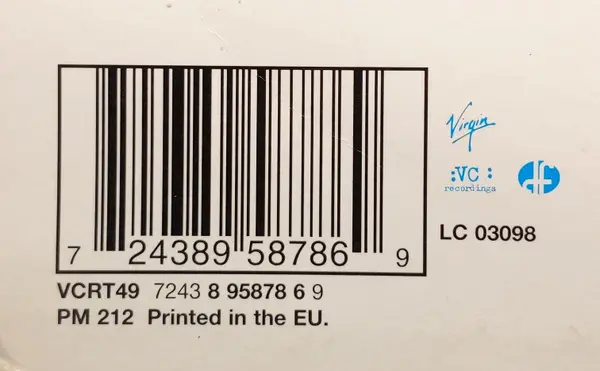 7 24389 58786 9
Virgin
:VC :
recordings
LC 03098
VCRT49 7243 8 95878 6 9
PM 212 Printed in the EU.